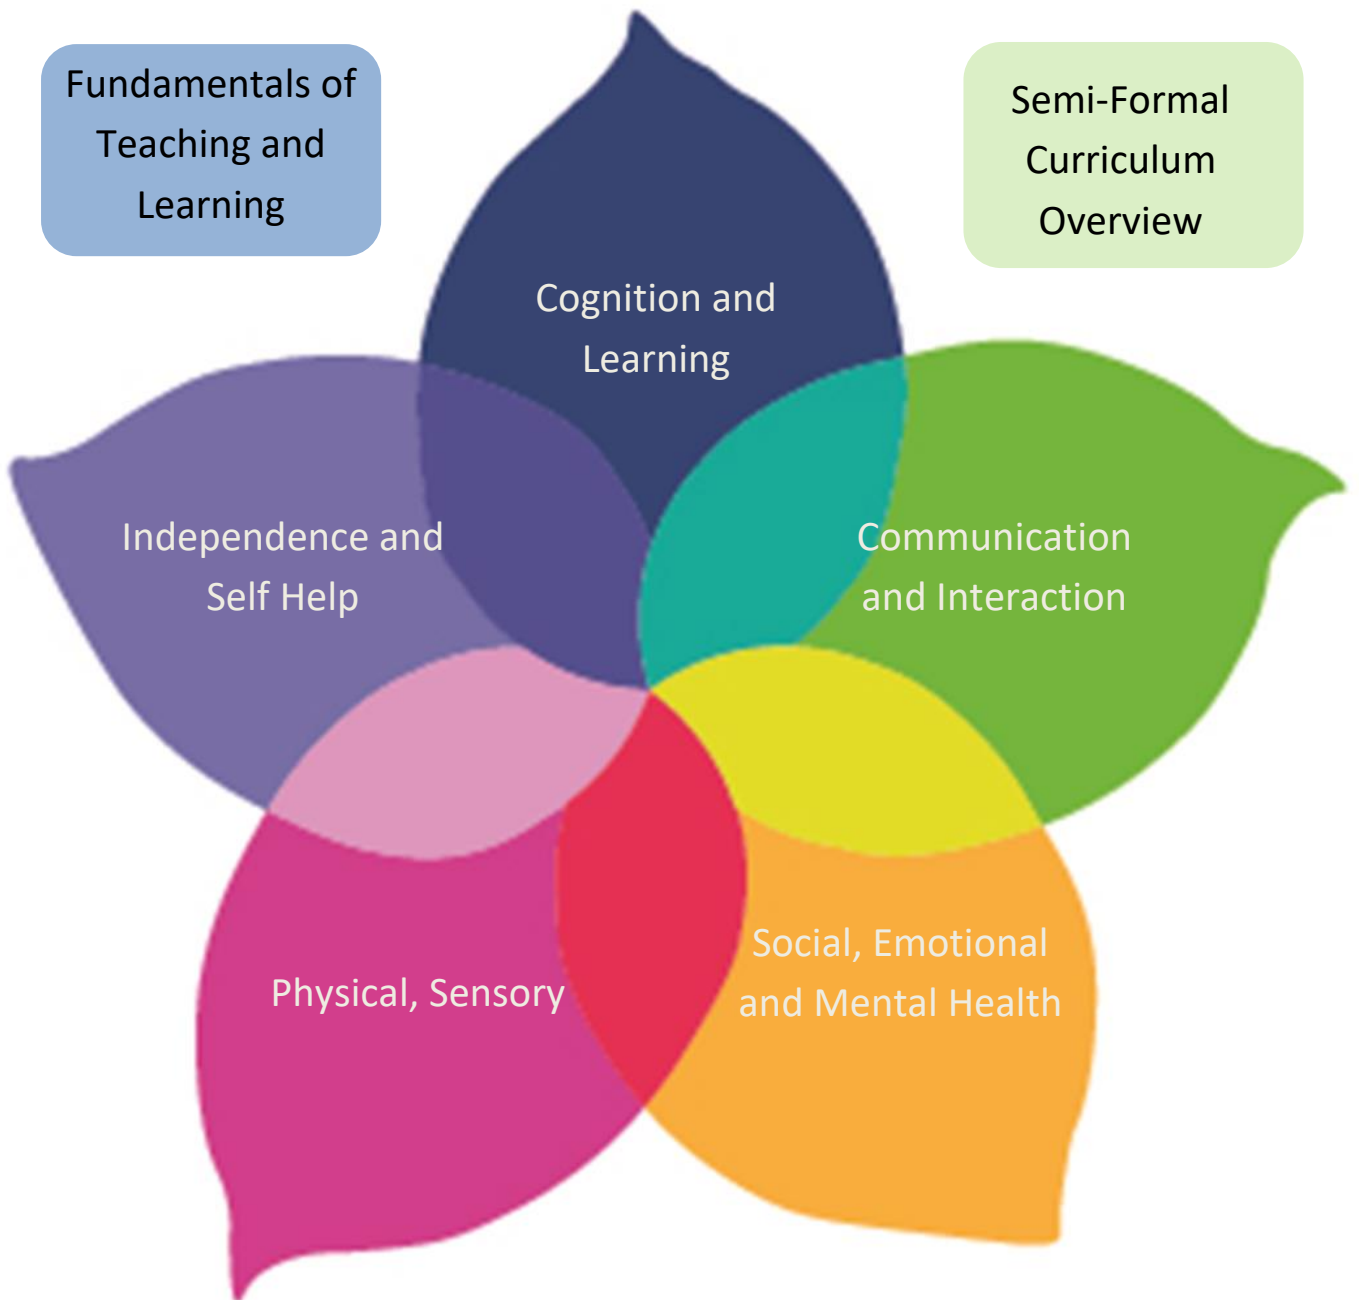 Fundamentals of
Teaching and
Learning
Semi-Formal
Curriculum
Overview
Cognition and
Learning
Independence and
Self Help
Communication
and Interaction
Physical, Sensory
Social, Emotional
and Mental Health